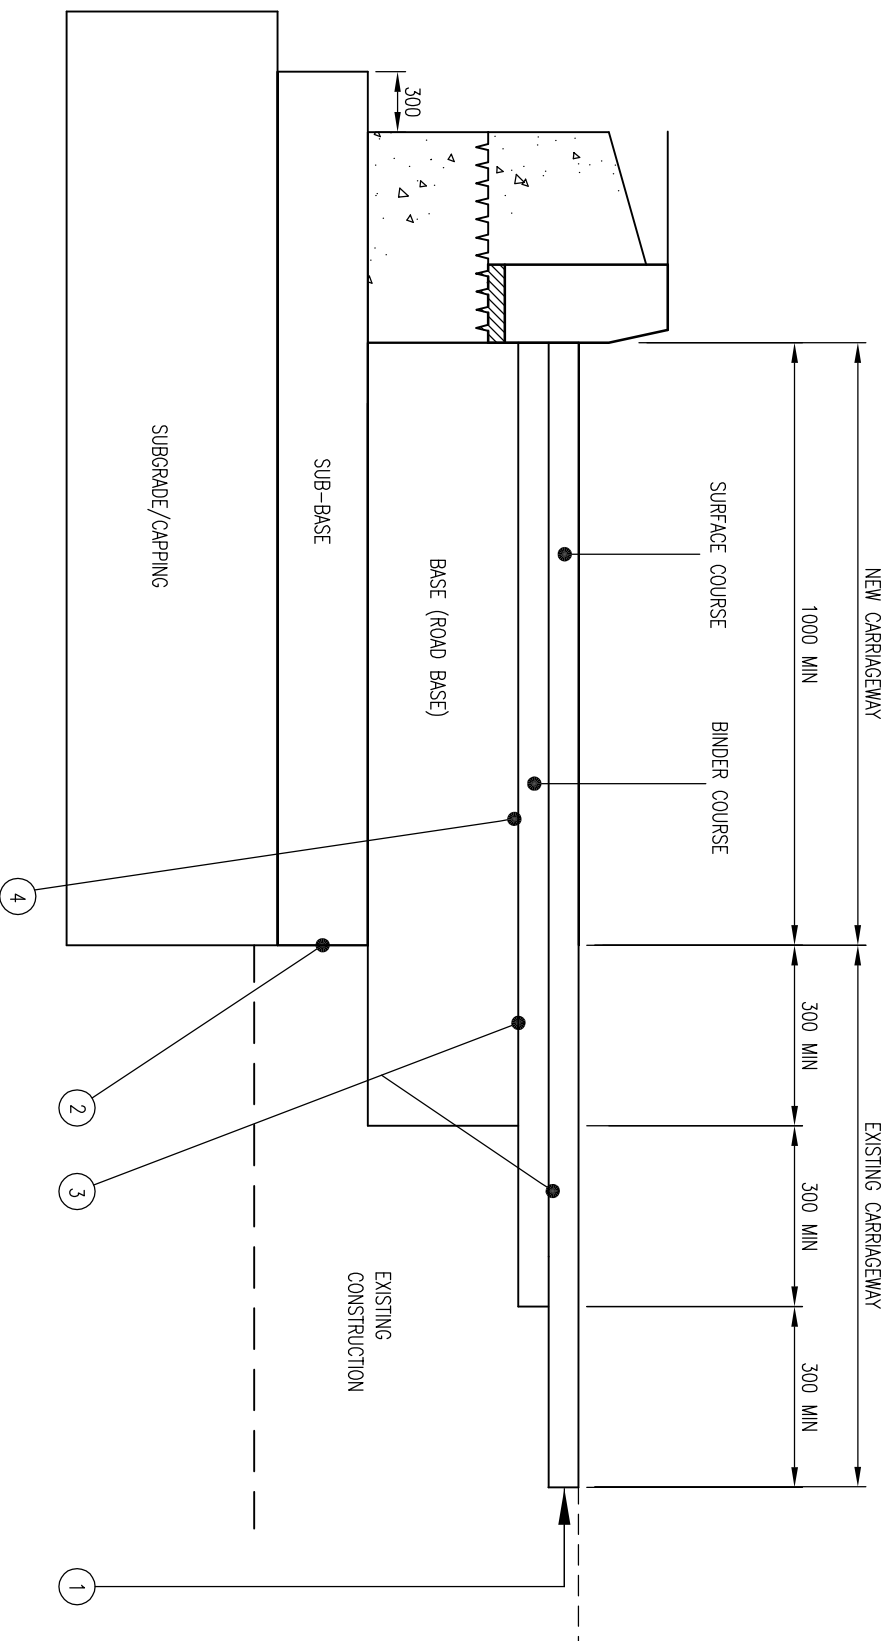 NEW CARRIAGEWAY
EXISTING CARRIAGEWAY
1000 MIN
300 MIN
300 MIN
300 MIN
SURFACE COURSE
BINDER COURSE
300
BASE (ROAD BASE)
SUB-BASE
SUBGRADE/CAPPING
EXISTING
CONSTRUCTION
4
2
3
1